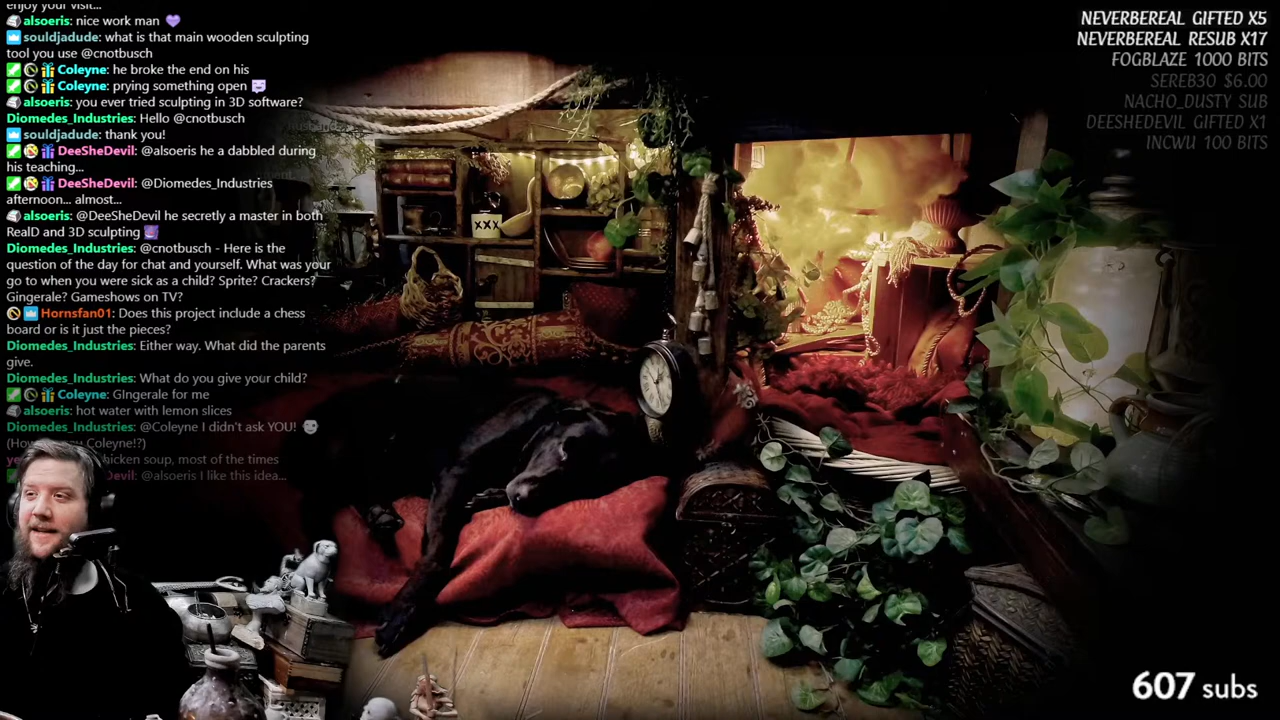 enjoy your visit...
alsoeris: nice work man
souldjadude: what is that main wooden sculpting
tool you use @cnotbusch
Coleyne: he broke the end on his
Coleyne: prying something open
alsoeris: you ever tried sculpting in 3D software?
Diomedes_Industries: Hello @cnotbusch
souldjadude: thank you!
DeeSheDevil: @alsoeris he a dabbled during
his teaching...
DeeSheDevil: @Diomedes_Industries
afternoon... almost...
alsoeris: @DeeSheDevil he secretly a master in both
RealD and 3D sculpting
Diomedes_Industries: @cnotbusch - Here is the
question of the day for chat and yourself. What was your
go to when you were sick as a child? Sprite? Crackers?
Gingerale? Gameshows on TV?
Hornsfan01: Does this project include a chess
board or is it just the pieces?
Diomedes_Industries: Either way. What did the parents
give.
Diomedes_Industries: What do you give your child?
Coleyne: GIngerale for me
alsoeris: hot water with lemon slices
Diomedes_Industries: @Coleyne I didn't ask YOU!
Coleyne!?)
chicken soup, most of the times
Devil: @alsoeris I like this idea...
NEVERBEREAL GIFTED X5
NEVERBEREAL RESUB X17
FOGBLAZE 1000 BITS
SEREB30 $6.00
NACHO_DUSTY SUB
DEESHEDEVIL GIFTED X1
INCWU 100 BITS
XXX
607 subs